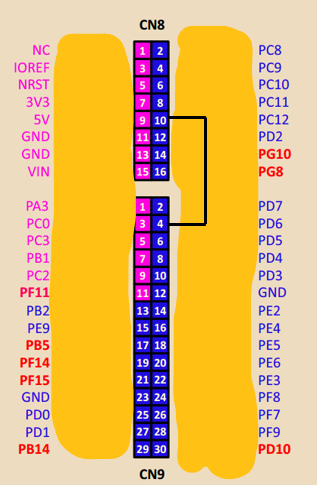 CN8
NC 1 2 PC8
IOREF 3 4 PC9
NRST 5 6 PC10
3V3 7 8 PC11
5V 9 10 PC12
GND 11 12 PD2
GND 13 14 PG10
VIN 15 16 PG8
PA3 1 2 PD7
PC0 3 4 PD6
PC3 5 6 PD5
PB1 7 8 PD4
PC2 9 10 PD3
PF11 11 12 GND
PB2 13 14 PE2
PE9 15 16 PE4
PB5 17 18 PE5
PF14 19 20 PE6
PF15 21 22 PE3
GND 23 24 PF8
PD0 25 26 PF7
PD1 27 28 PF9
PB14 29 30 PD10
CN9